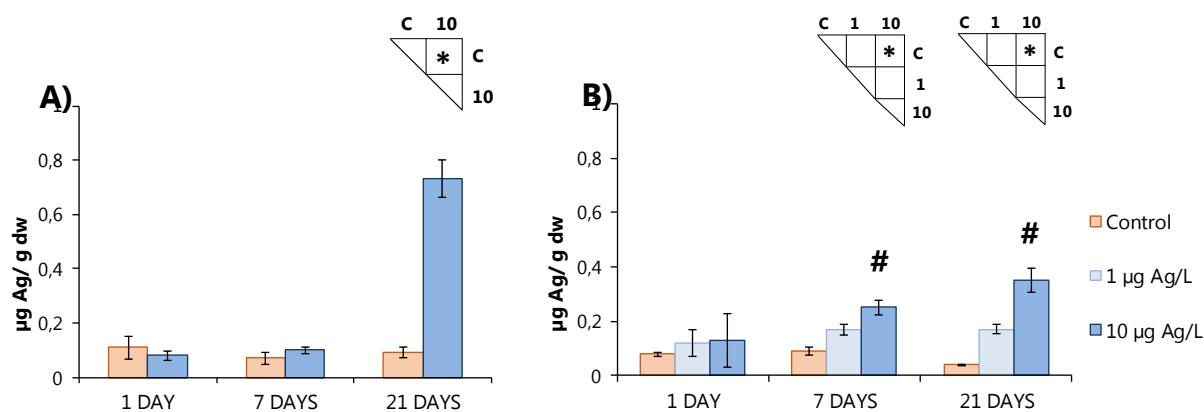 C 10
* C
10
A)
1
0,8
0,6
0,4
0,2
0
µg Ag/ g dw
1 DAY 7 DAYS 21 DAYS
C 1 10
* C
1
10
C 1 10
* C
1
10
B)
1
0,8
0,6
0,4
0,2
0
µg Ag/ g dw
#
#
1 DAY 7 DAYS 21 DAYS
Control
1 µg Ag/L
10 µg Ag/L